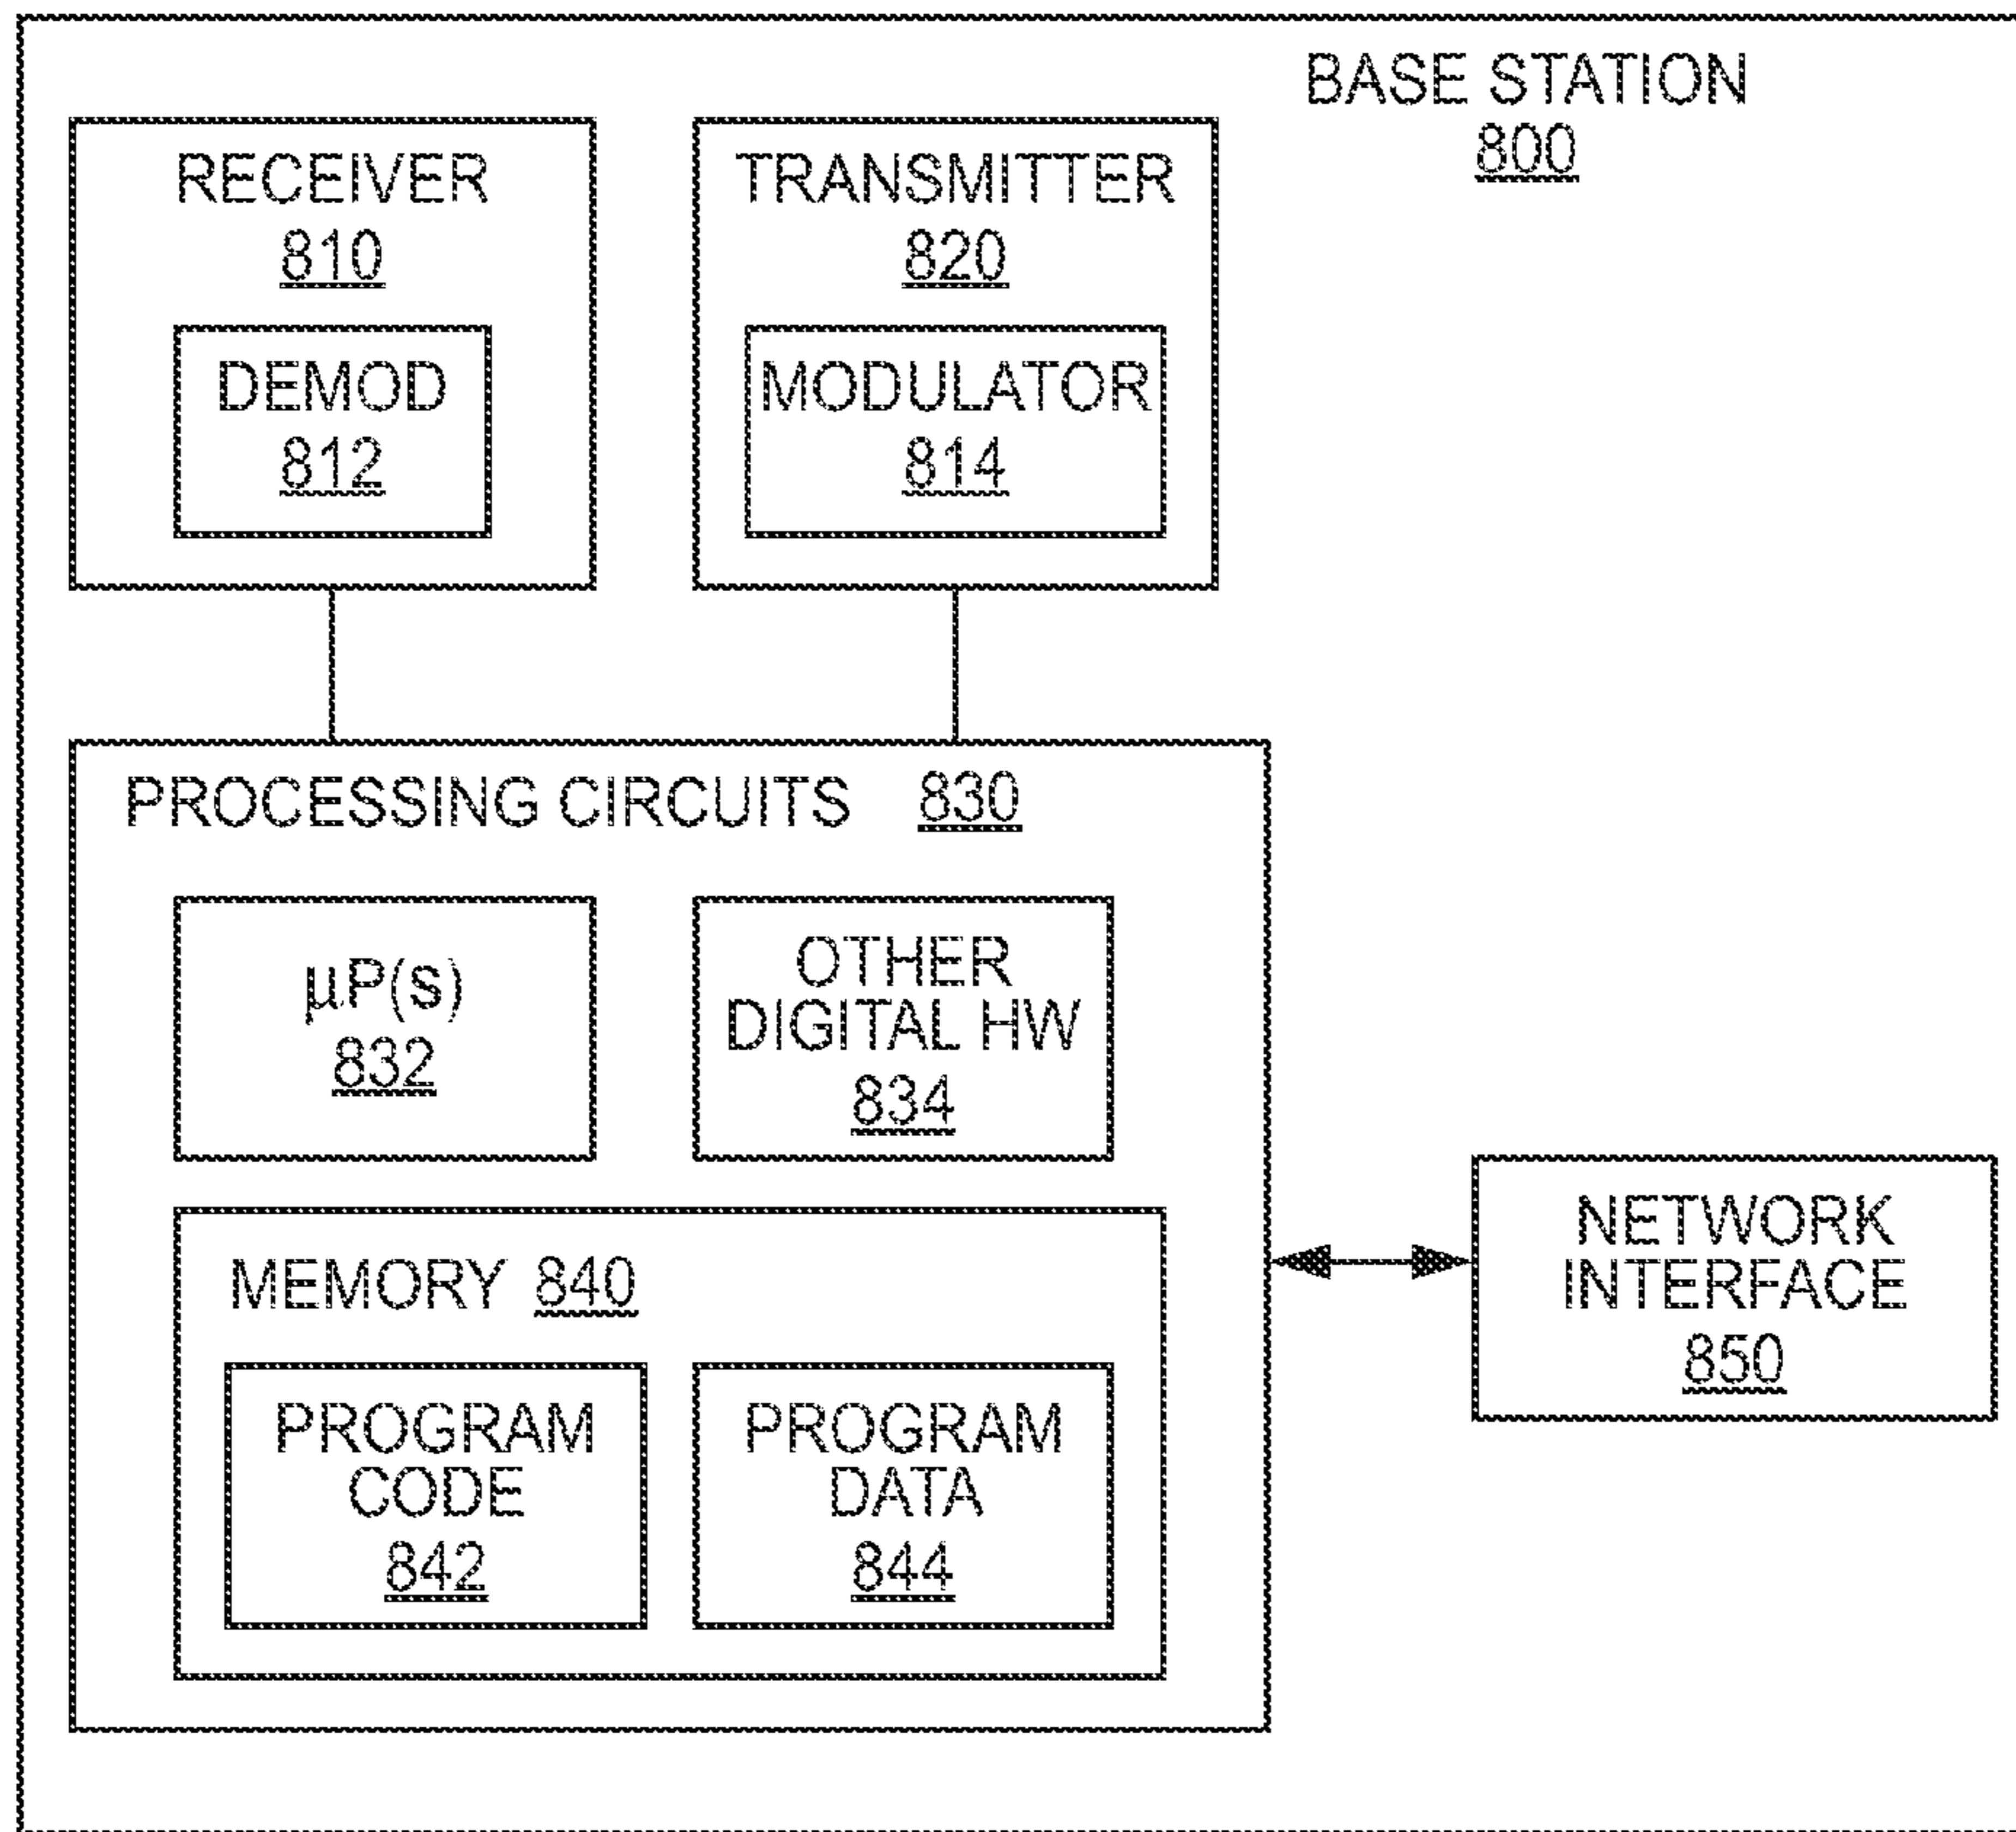 BASE STATION
800
RECEIVER
810
DEMOD
812
TRANSMITTER
820
MODULATOR
814
PROCESSING CIRCUITS 830
µP(s)
832
OTHER
DIGITAL HW
834
MEMORY 840
PROGRAM
CODE
842
PROGRAM
DATA
844
NETWORK
INTERFACE
850